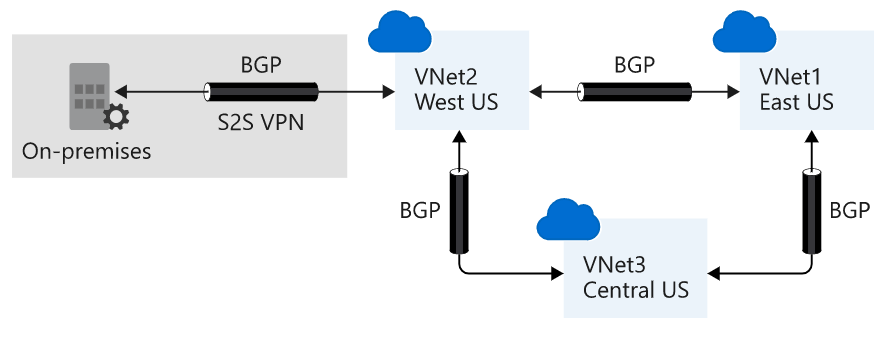 BGP
S2S VPN
On-premises
VNet2
West US
BGP
VNet1
East US
BGP
BGP
VNet3
Central US